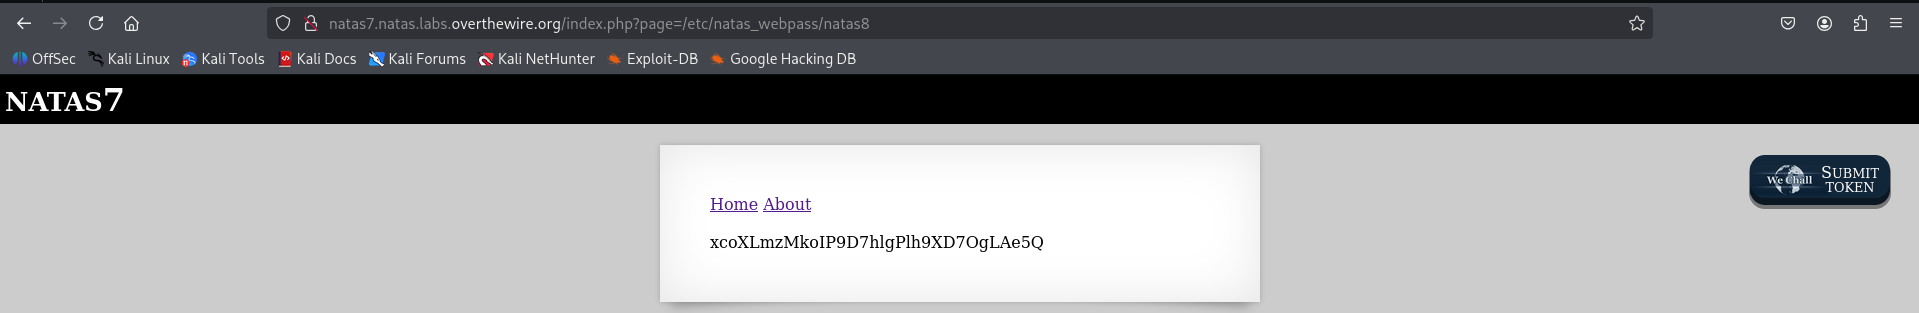 natas7.natas.labs.overthewire.org/index.php?page=/etc/natas_webpass/natas8
OffSec Kali Linux Kali Tools Kali Docs Kali Forums Kali NetHunter Exploit-DB Google Hacking DB
NATAS7
We Chall SUBMIT TOKEN
Home About
xcoXLmzMkoIP9D7hlgPlh9XD7OgLAe5Q